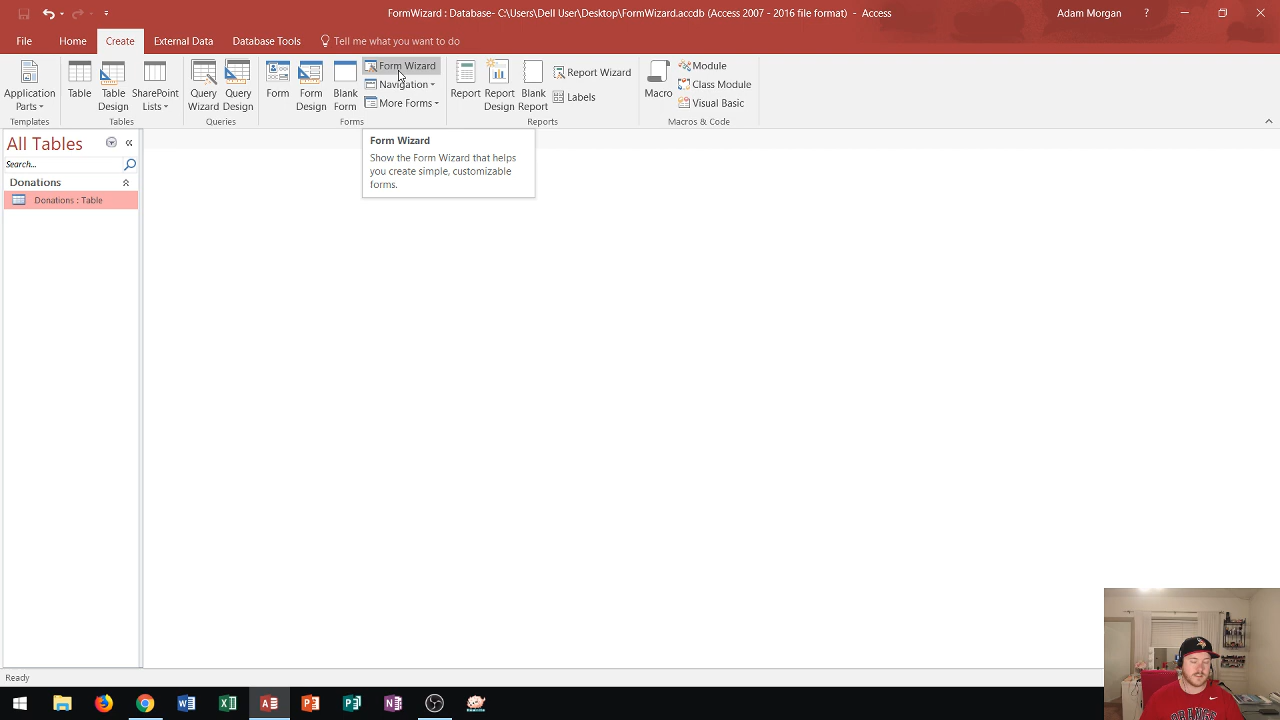 FormWizard : Database- C:\Users\Dell User\Desktop\FormWizard.accdb (Access 2007 - 2016 file format) - Access
Adam Morgan
?
File
Home
Create
External Data
Database Tools
Tell me what you want to do
Application Parts
Table
Table Design
SharePoint Lists
Query Wizard
Query Design
Form
Form Design
Blank Form
Form Wizard
Navigation
More Forms
Report
Report Design
Blank Report
Report Wizard
Labels
Macro
Module
Class Module
Visual Basic
Templates
Tables
Queries
Forms
Reports
Macros & Code
All Tables
Search...
Donations
Donations : Table
Form Wizard
Show the Form Wizard that helps
you create simple, customizable
forms.
Ready